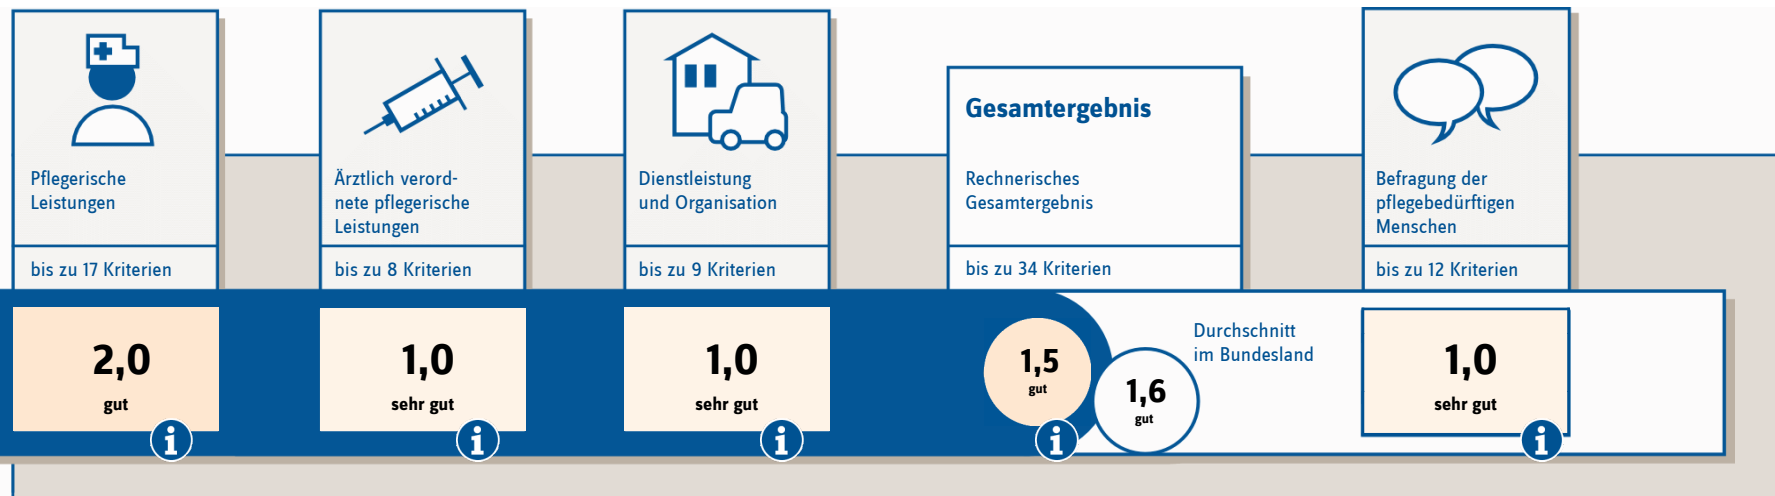 Pflegerische
Leistungen
bis zu 17 Kriterien
2,0
gut
i
Ärztlich verord-
nete pflegerische
Leistungen
bis zu 8 Kriterien
1,0
sehr gut
i
Dienstleistung
und Organisation
bis zu 9 Kriterien
1,0
sehr gut
i
Gesamtergebnis
Rechnerisches
Gesamtergebnis
bis zu 34 Kriterien
1,5
gut
i
1,6
gut
Durchschnitt
im Bundesland
Befragung der
pflegebedürftigen
Menschen
bis zu 12 Kriterien
1,0
sehr gut
i